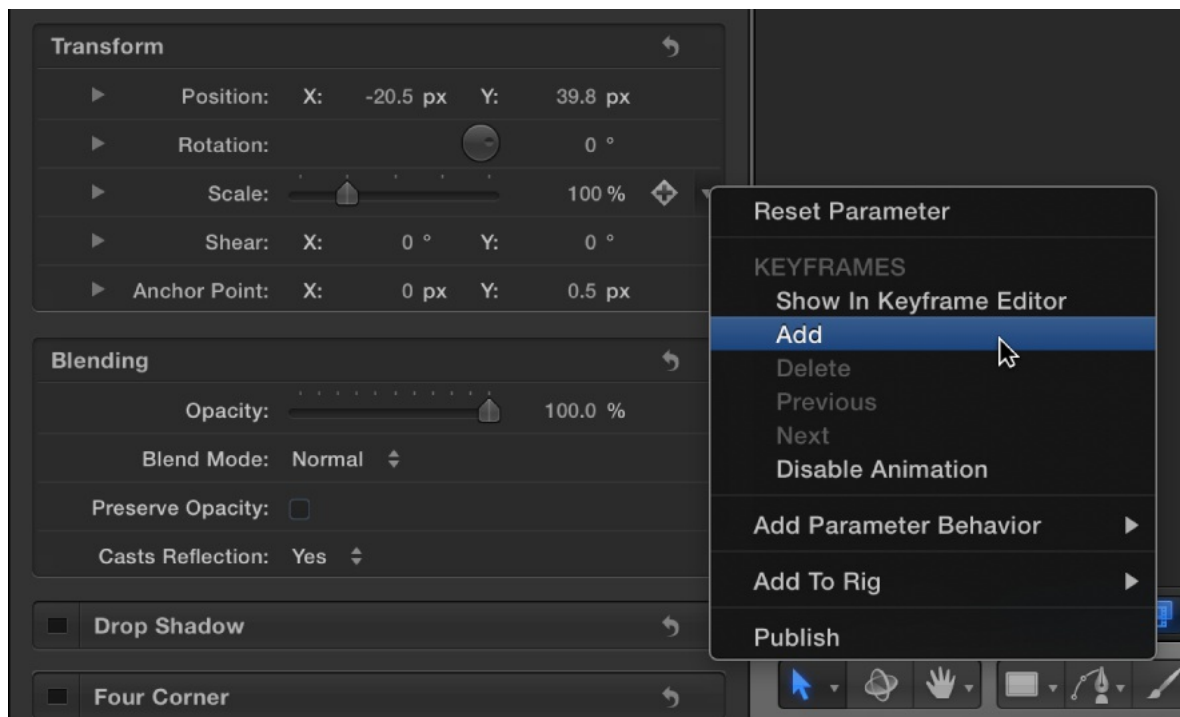 Transform
Position: X: -20.5 px Y: 39.8 px
Rotation: 0 °
Scale: 100 %
Shear: X: 0 ° Y: 0 °
Anchor Point: X: 0 px Y: 0.5 px
Blending
Opacity: 100.0 %
Blend Mode: Normal
Preserve Opacity:
Casts Reflection: Yes
Drop Shadow
Four Corner
Reset Parameter
KEYFRAMES
Show In Keyframe Editor
Add
Delete
Previous
Next
Disable Animation
Add Parameter Behavior
Add To Rig
Publish